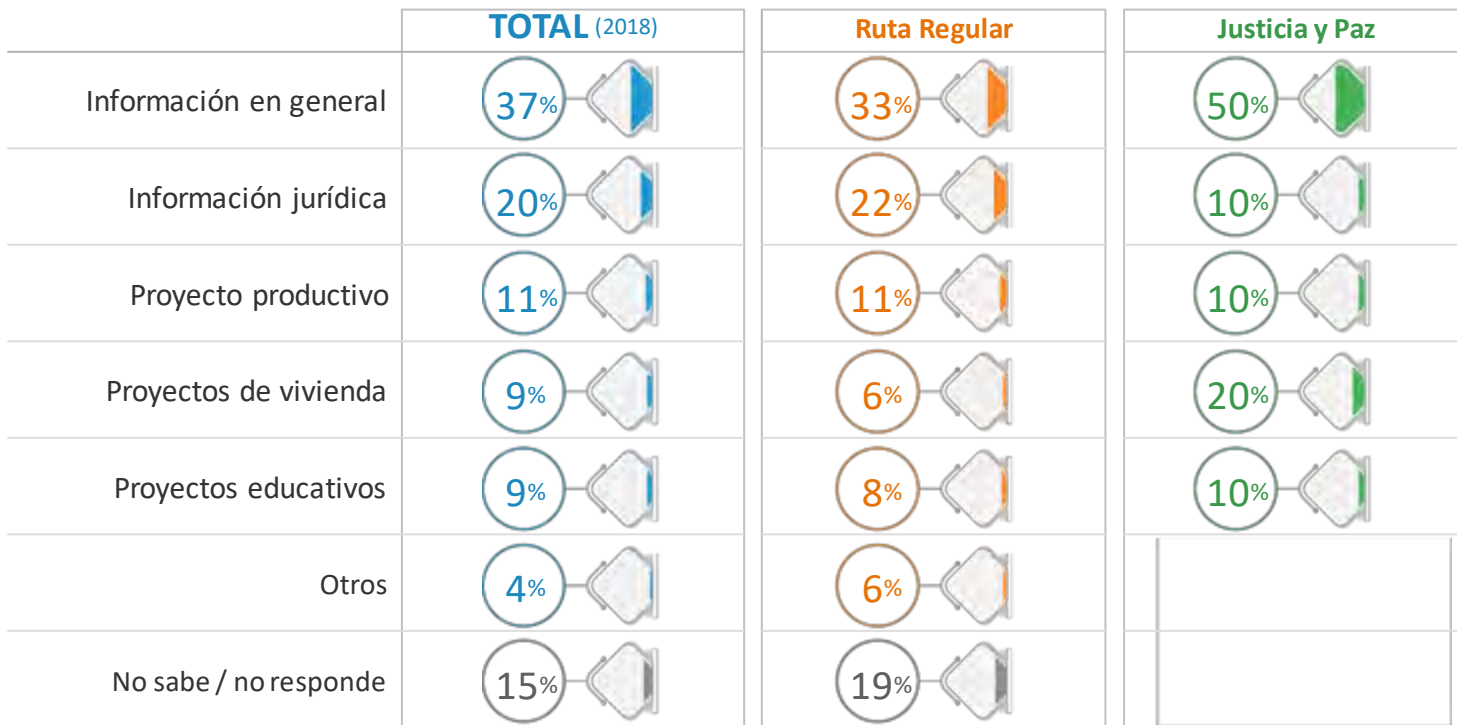 TOTAL (2018) Ruta Regular Justicia y Paz
Información en general 37% 33% 50%
Información jurídica 20% 22% 10%
Proyecto productivo 11% 11% 10%
Proyectos de vivienda 9% 6% 20%
Proyectos educativos 9% 8% 10%
Otros 4% 6%
No sabe / no responde 15% 19%